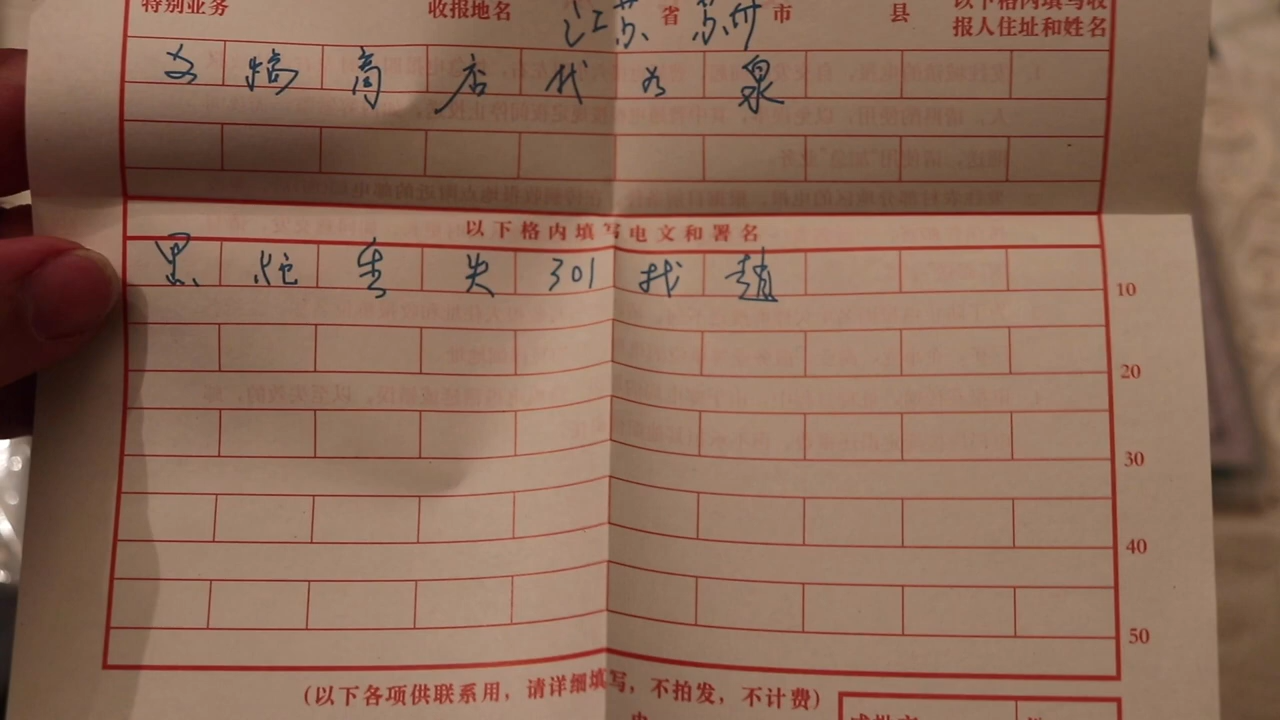 特别业务 收报地名 江苏 省 苏州 市 县 以下格内填写收
报人住址和姓名
文 搞 商 店 代 为 泉
以下格内填写电文和署名
黑 炮 丢 失 301 找 赵
10
20
30
40
50
(以下各项供联系用，请详细填写，不拍发，不计费)